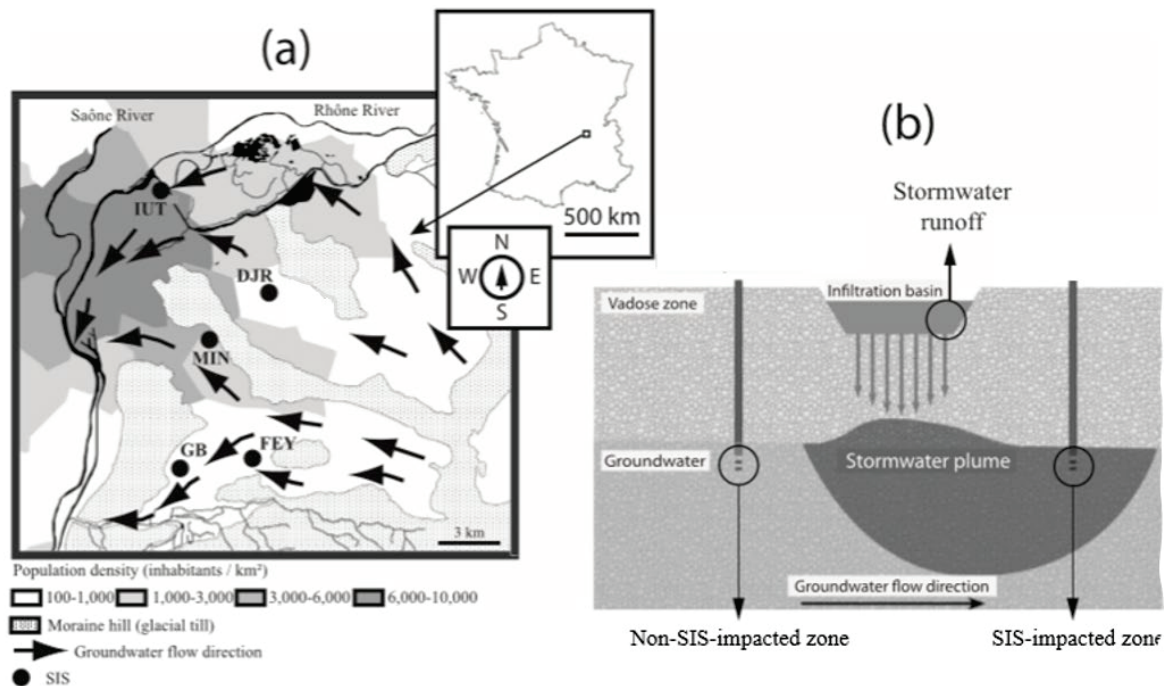 (a)
Saône River
Rhône River
IUT
DJR
MIN
GB
FEY
3 km
500 km
N
W E
S
Population density (inhabitants / km²)
100-1,000 1,000-3,000 3,000-6,000 6,000-10,000
Moraine hill (glacial till)
Groundwater flow direction
SIS
(b)
Stormwater
runoff
Vadose zone
Infiltration basin
Groundwater
Stormwater plume
Groundwater flow direction
Non-SIS-impacted zone
SIS-impacted zone